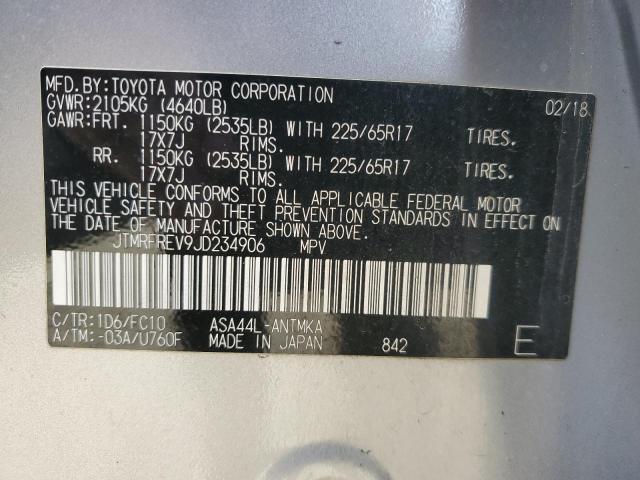 MFD.BY:TOYOTA MOTOR CORPORATION 02/18
GVWR:2105KG (4640LB)
GAWR:FRT. 1150KG (2535LB) WITH 225/65R17 TIRES.
17X7J RIMS.
RR. 1150KG (2535LB) WITH 225/65R17 TIRES.
17X7J RIMS.
THIS VEHICLE CONFORMS TO ALL APPLICABLE FEDERAL MOTOR
VEHICLE SAFETY AND THEFT PREVENTION STANDARDS IN EFFECT ON
THE DATE OF MANUFACTURE SHOWN ABOVE.
JTMRFREV9JD234906 MPV
C/TR:1D6/FC10 ASA44L-ANTMKA
A/TM:-03A/U760F MADE IN JAPAN 842 E